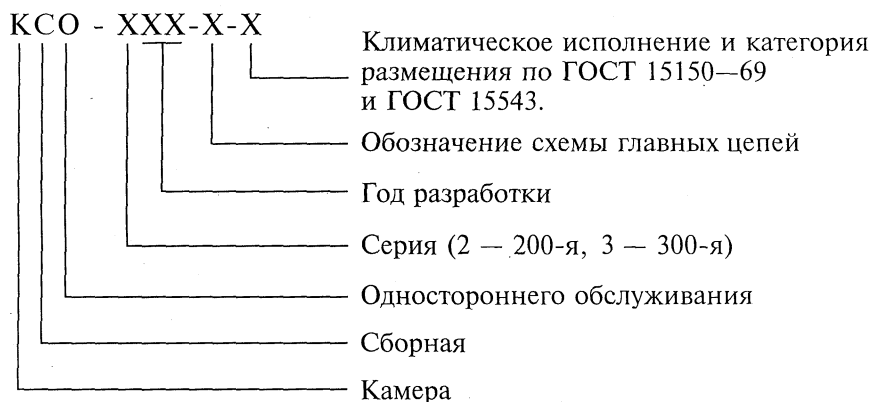 КСО - ХХХ-Х-Х
Климатическое исполнение и категория
размещения по ГОСТ 15150—69
и ГОСТ 15543.
Обозначение схемы главных цепей
Год разработки
Серия (2 — 200-я, 3 — 300-я)
Одностороннего обслуживания
Сборная
Камера